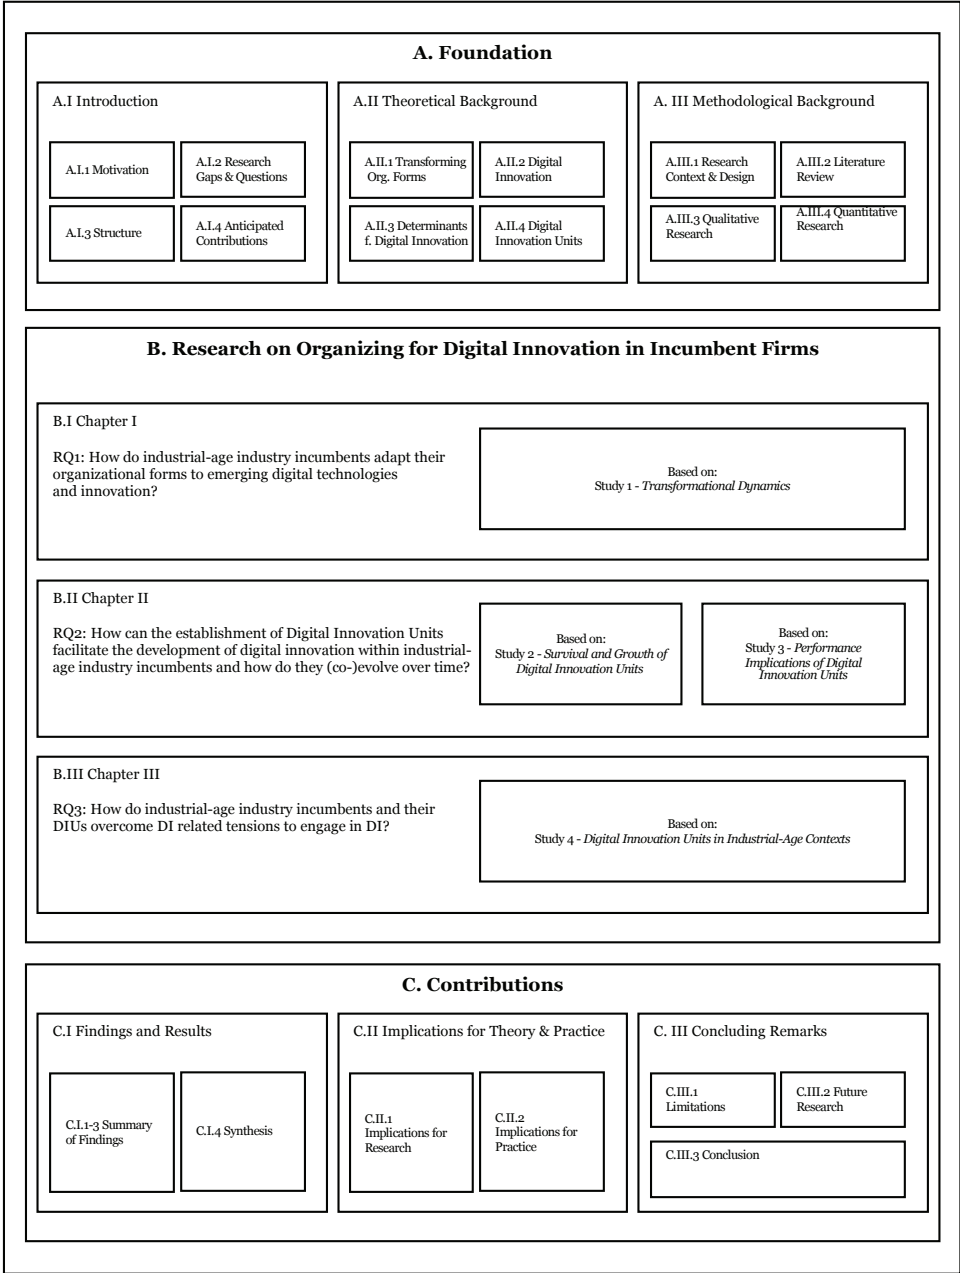 A. Foundation
A.I Introduction
A.I.1 Motivation
A.I.2 Research
Gaps & Questions
A.I.3 Structure
A.I.4 Anticipated
Contributions
A.II Theoretical Background
A.II.1 Transforming
Org. Forms
A.II.2 Digital
Innovation
A.II.3 Determinants
f. Digital Innovation
A.II.4 Digital
Innovation Units
A. III Methodological Background
A.III.1 Research
Context & Design
A.III.2 Literature
Review
A.III.3 Qualitative
Research
A.III.4 Quantitative
Research
B. Research on Organizing for Digital Innovation in Incumbent Firms
B.I Chapter I
RQ1: How do industrial-age industry incumbents adapt their
organizational forms to emerging digital technologies
and innovation?
Based on:
Study 1 - Transformational Dynamics
B.II Chapter II
RQ2: How can the establishment of Digital Innovation Units
facilitate the development of digital innovation within industrial-
age industry incumbents and how do they (co-)evolve over time?
Based on:
Study 2 - Survival and Growth of
Digital Innovation Units
Based on:
Study 3 - Performance
Implications of Digital
Innovation Units
B.III Chapter III
RQ3: How do industrial-age industry incumbents and their
DIUs overcome DI related tensions to engage in DI?
Based on:
Study 4 - Digital Innovation Units in Industrial-Age Contexts
C. Contributions
C.I Findings and Results
C.I.1-3 Summary
of Findings
C.I.4 Synthesis
C.II Implications for Theory & Practice
C.II.1
Implications for
Research
C.II.2
Implications for
Practice
C. III Concluding Remarks
C.III.1
Limitations
C.III.2 Future
Research
C.III.3 Conclusion